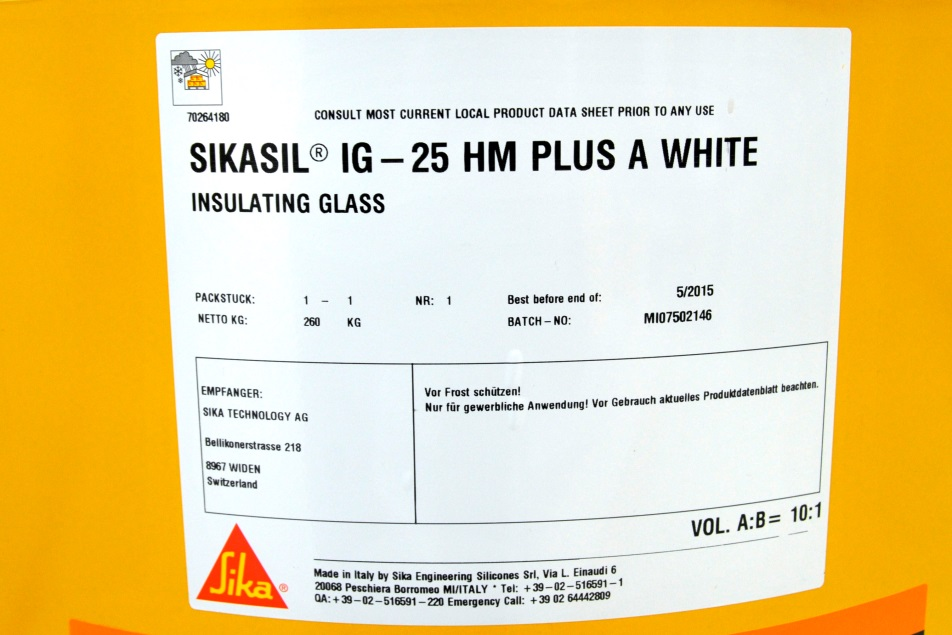 70264180
CONSULT MOST CURRENT LOCAL PRODUCT DATA SHEET PRIOR TO ANY USE
SIKASIL® IG – 25 HM PLUS A WHITE
INSULATING GLASS
PACKSTUCK: 1 – 1 NR: 1 Best before end of: 5/2015
NETTO KG: 260 KG BATCH – NO: MI07502146
EMPFANGER:
SIKA TECHNOLOGY AG
Bellikonerstrasse 218
8967 WIDEN
Switzerland
Vor Frost schützen!
Nur für gewerbliche Anwendung! Vor Gebrauch aktuelles Produktdatenblatt beachten.
VOL. A:B= 10:1
Sika®
Made in Italy by Sika Engineering Silicones Srl, Via L. Einaudi 6
20068 Peschiera Borromeo MI/ITALY * Tel: +39–02–516591–1
QA:+39–02–516591–220 Emergency Call: +39 02 64442809